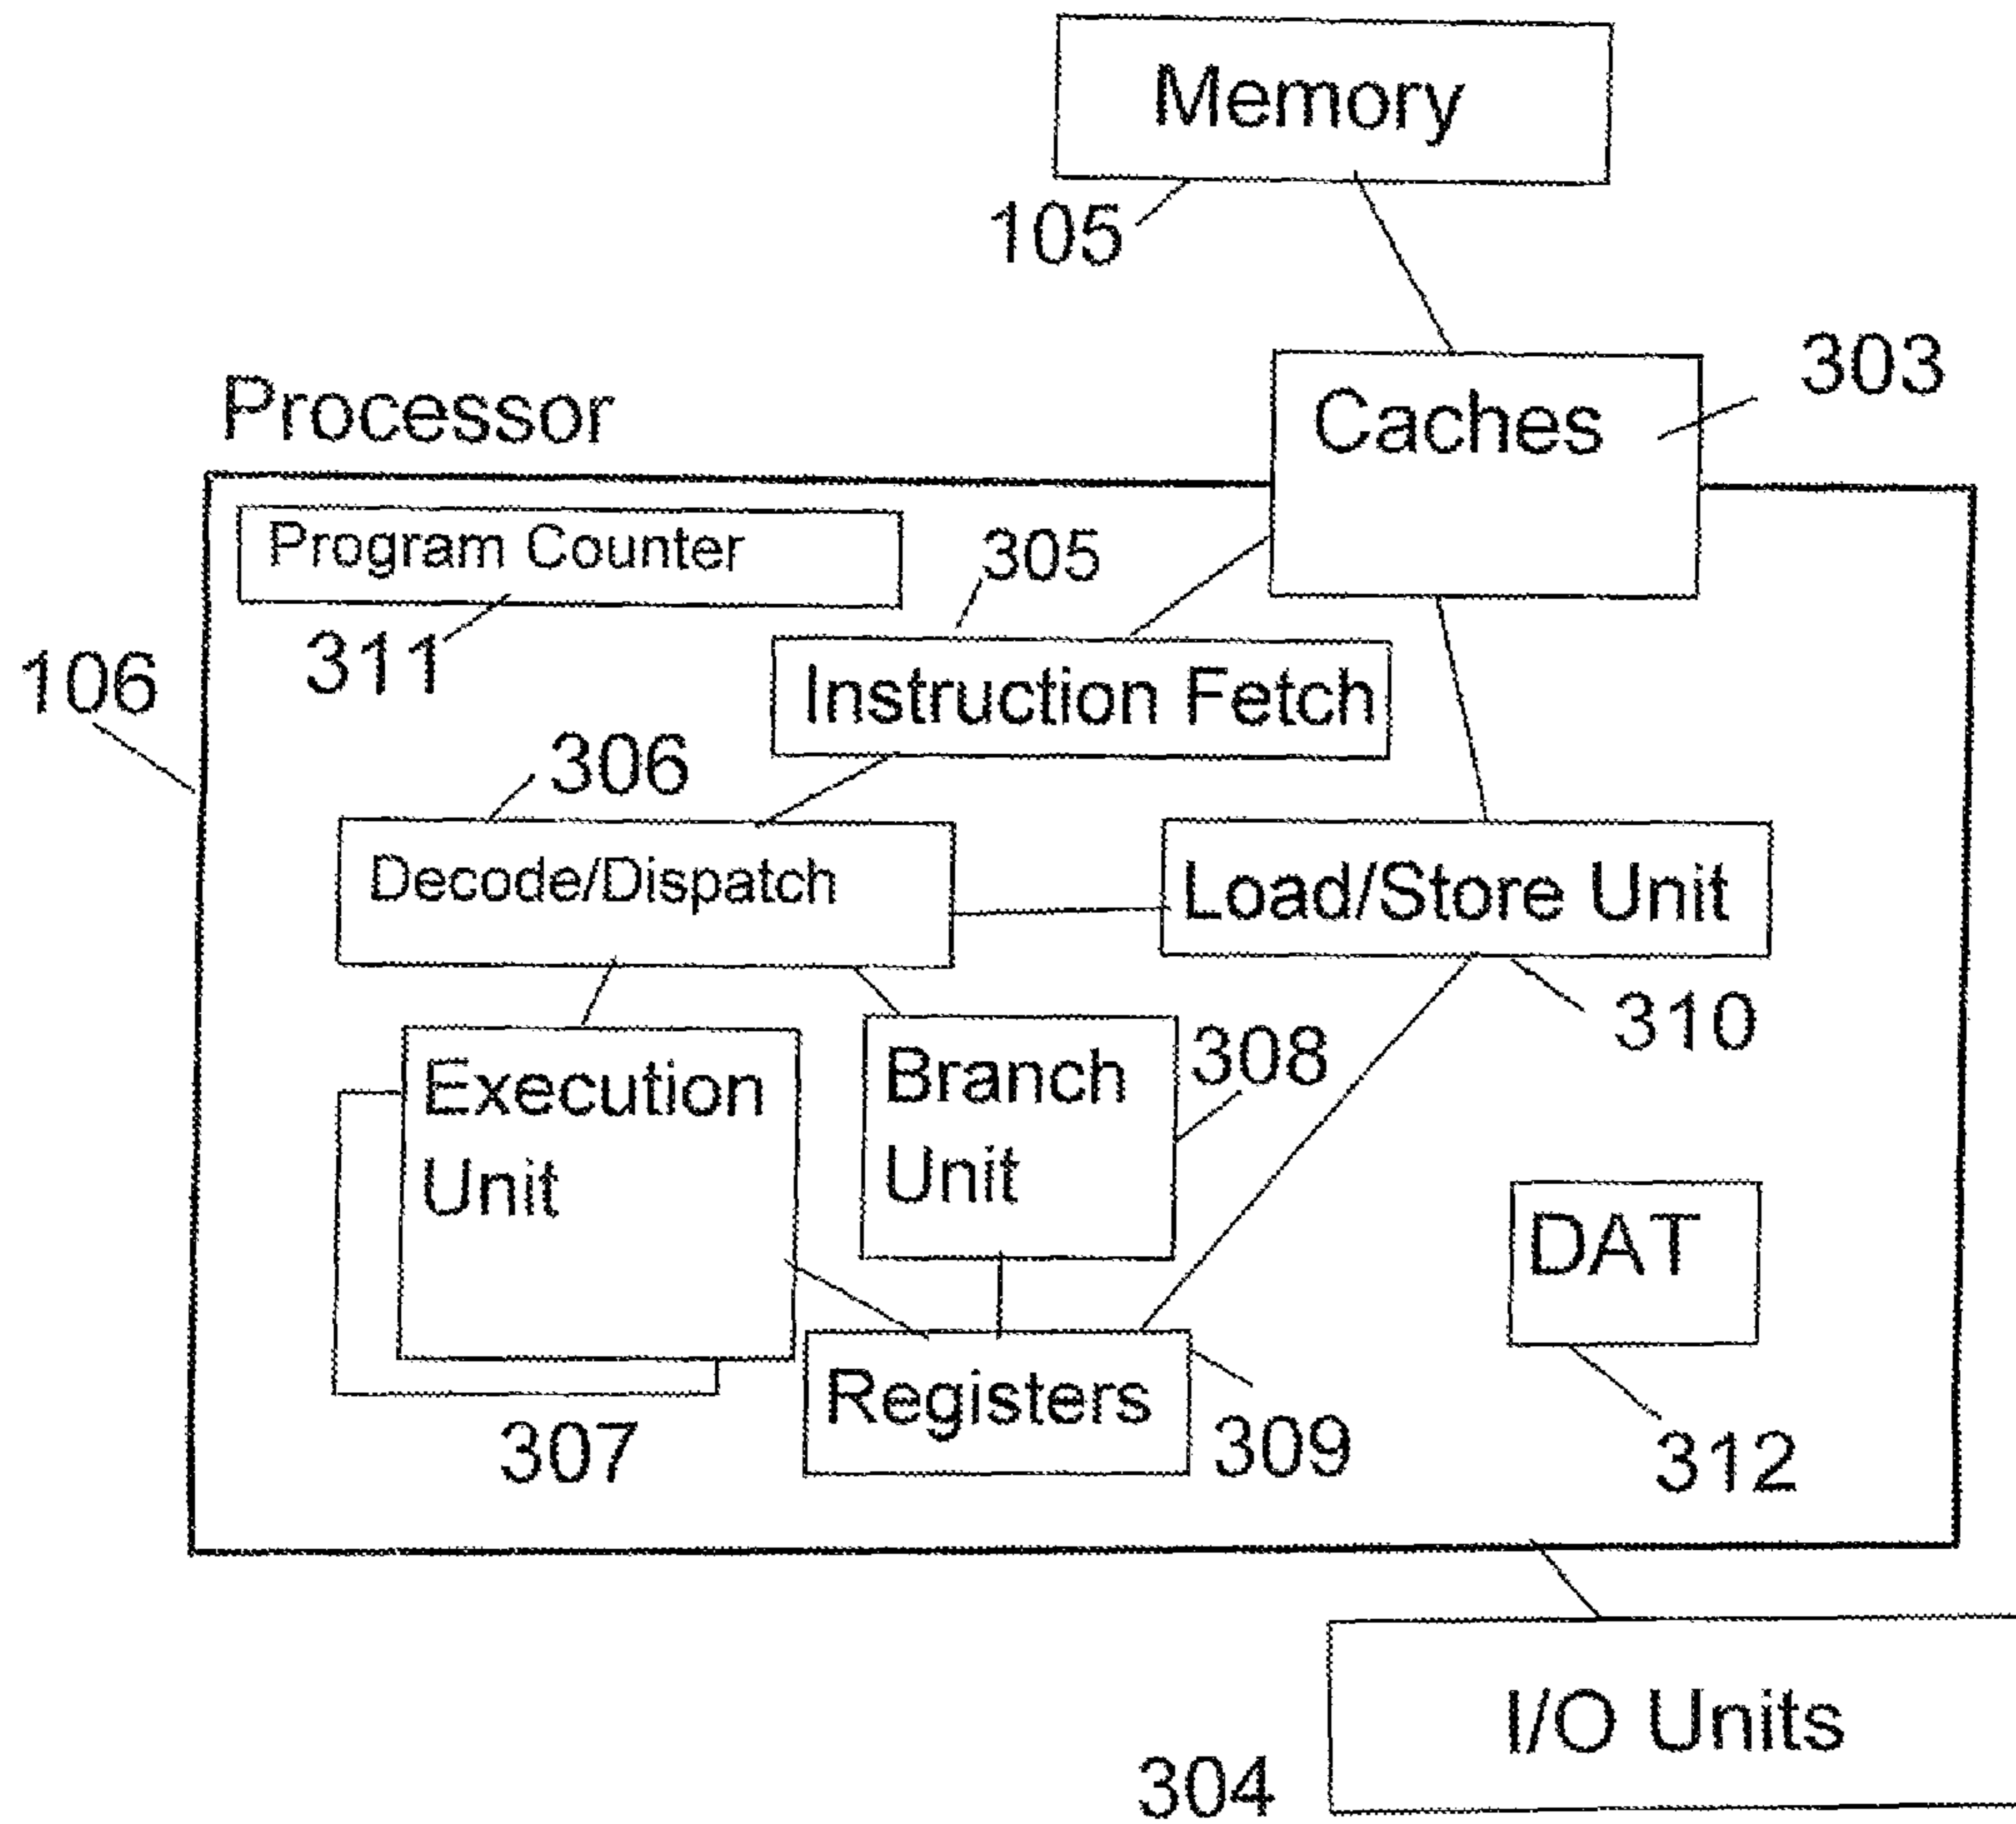 Memory
105
303
Caches
Processor
Program Counter
305
311
Instruction Fetch
106
306
Decode/Dispatch
Load/Store Unit
310
Execution
Unit
Branch
Unit
308
DAT
Registers
307
309
312
I/O Units
304